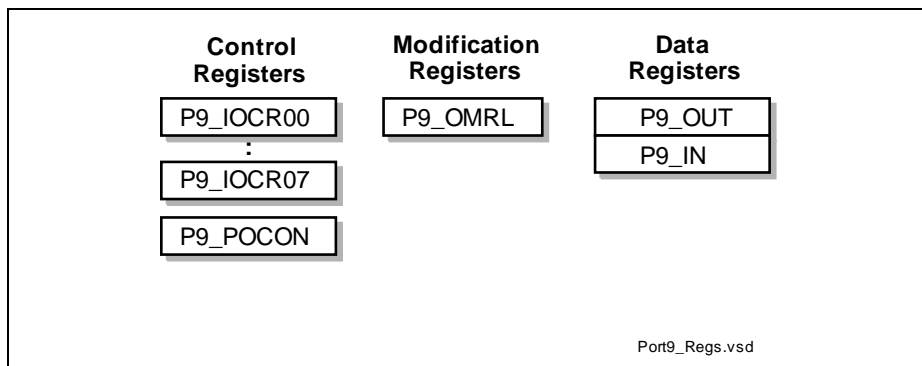 Control
Registers
P9_IOCR00
:
P9_IOCR07
P9_POCON
Modification
Registers
P9_OMRL
Data
Registers
P9_OUT
P9_IN
Port9_Regs.vsd